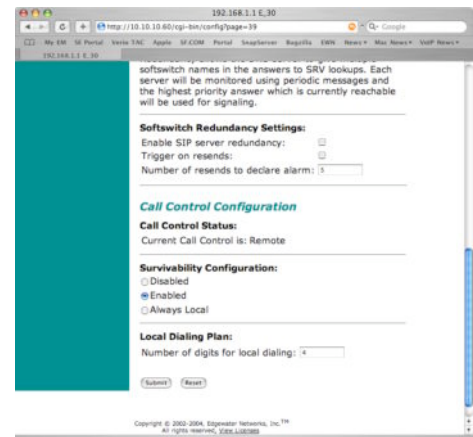 192.168.1.1 E_30
http://10.10.10.60/cgi-bin/config?page=39
Google
My EM SE Portal Verio TAC Apple SF.COM Portal SnapServer Bugzilla EWN News Mac News VoIP News
192.168.1.1 E_30
softswitch names in the answers to SRV lookups. Each
server will be monitored using periodic messages and
the highest priority answer which is currently reachable
will be used for signaling.
Softswitch Redundancy Settings:
Enable SIP server redundancy:
Trigger on resends:
Number of resends to declare alarm: 5
Call Control Configuration
Call Control Status:
Current Call Control is: Remote
Survivability Configuration:
Disabled
Enabled
Always Local
Local Dialing Plan:
Number of digits for local dialing: 4
Submit Reset
Copyright © 2002-2004, Edgewater Networks, Inc.™
All rights reserved, View Licenses